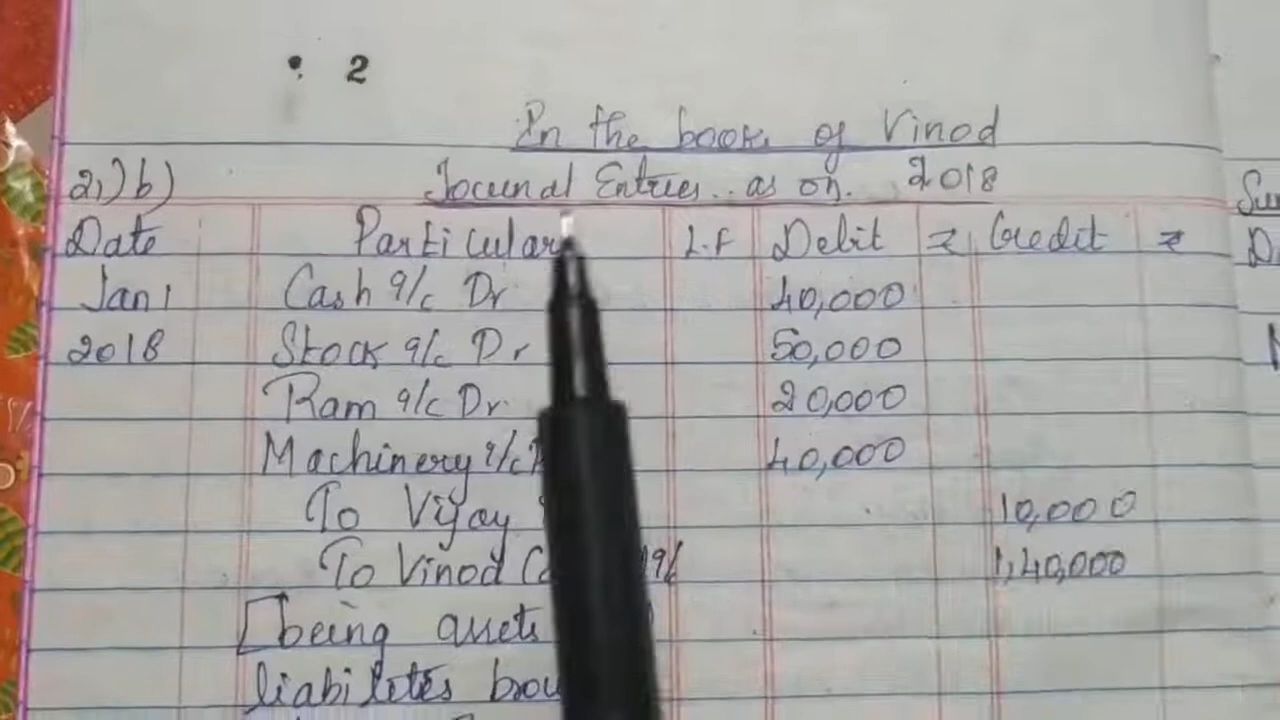 2
In the books of Vinod
2,) b) Journal Entries.. as on. 2018
Date Particular L.F Debit ₹ Credit ₹
Jan 1 Cash a/c Dr 40,000
2018 Stock a/c Dr 50,000
Ram a/c Dr. 20,000
Machinery a/c 40,000
To Vijay 10,000
To Vinod a/c 1,40,000
[being assets
liabilites